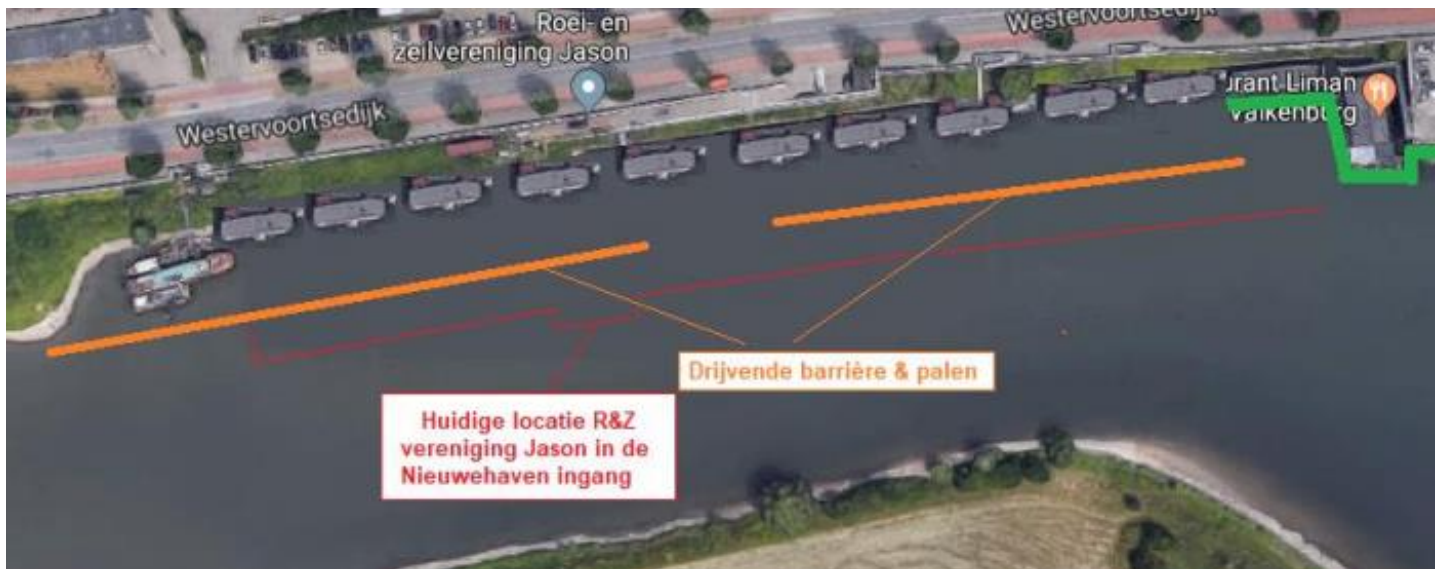 Roei- en
zeilvereniging Jason
Westervoortsedijk
Westervoortsedijk
urant Liman
Valkenburg
Drijvende barrière & palen
Huidige locatie R&Z
vereniging Jason in de
Nieuwehaven ingang